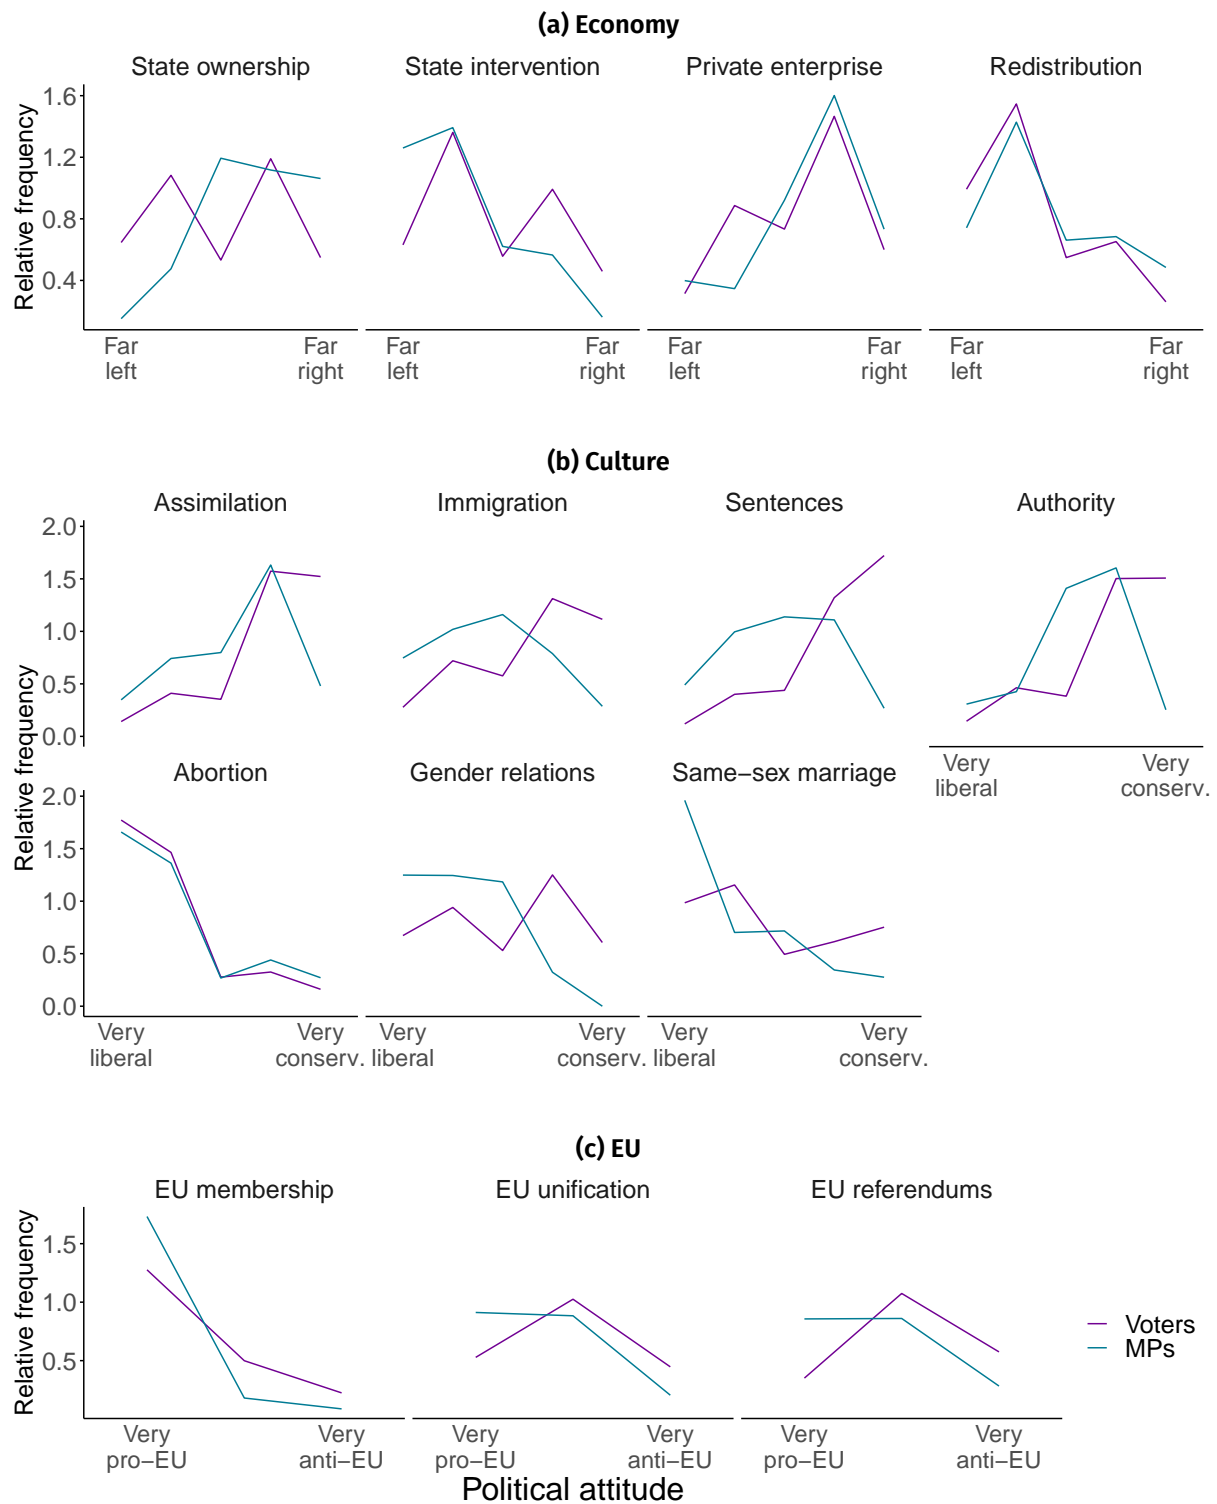 (a) Economy
State ownership State intervention Private enterprise Redistribution
Relative frequency
1.6
1.2
0.8
0.4
Far left Far right Far left Far right Far left Far right Far left Far right
(b) Culture
Assimilation Immigration Sentences Authority
2.0
1.5
1.0
0.5
0.0
Very liberal Very conserv.
Relative frequency
Abortion Gender relations Same−sex marriage
2.0
1.5
1.0
0.5
0.0
Very liberal Very conserv. Very liberal Very conserv. Very liberal Very conserv.
(c) EU
EU membership EU unification EU referendums
Relative frequency
1.5
1.0
0.5
Voters
MPs
Very pro−EU Very anti−EU Very pro−EU Very anti−EU Very pro−EU Very anti−EU
Political attitude